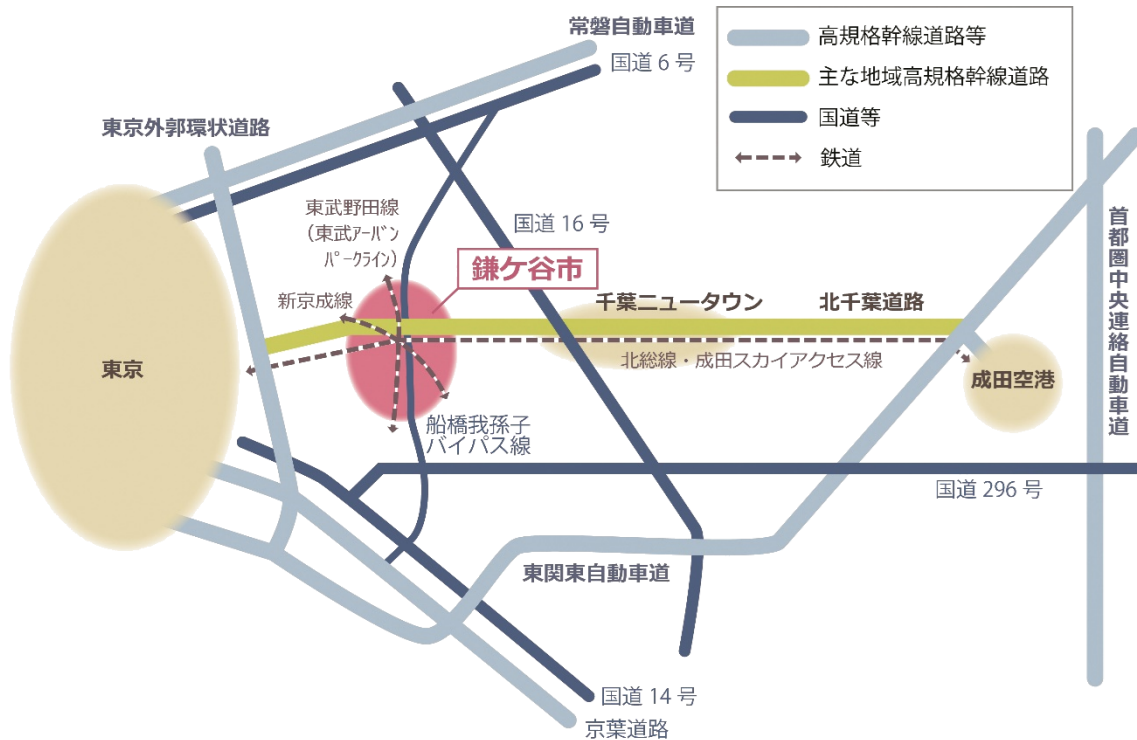 常磐自動車道
国道 6 号
高規格幹線道路等
主な地域高規格幹線道路
国道等
鉄道
東京外郭環状道路
東武野田線
(東武アーバン
パークライン)
国道 16 号
鎌ケ谷市
新京成線
千葉ニュータウン
北千葉道路
北総線・成田スカイアクセス線
東京
成田空港
首都圏中央連絡自動車道
船橋我孫子
バイパス線
国道 296 号
東関東自動車道
国道 14 号
京葉道路